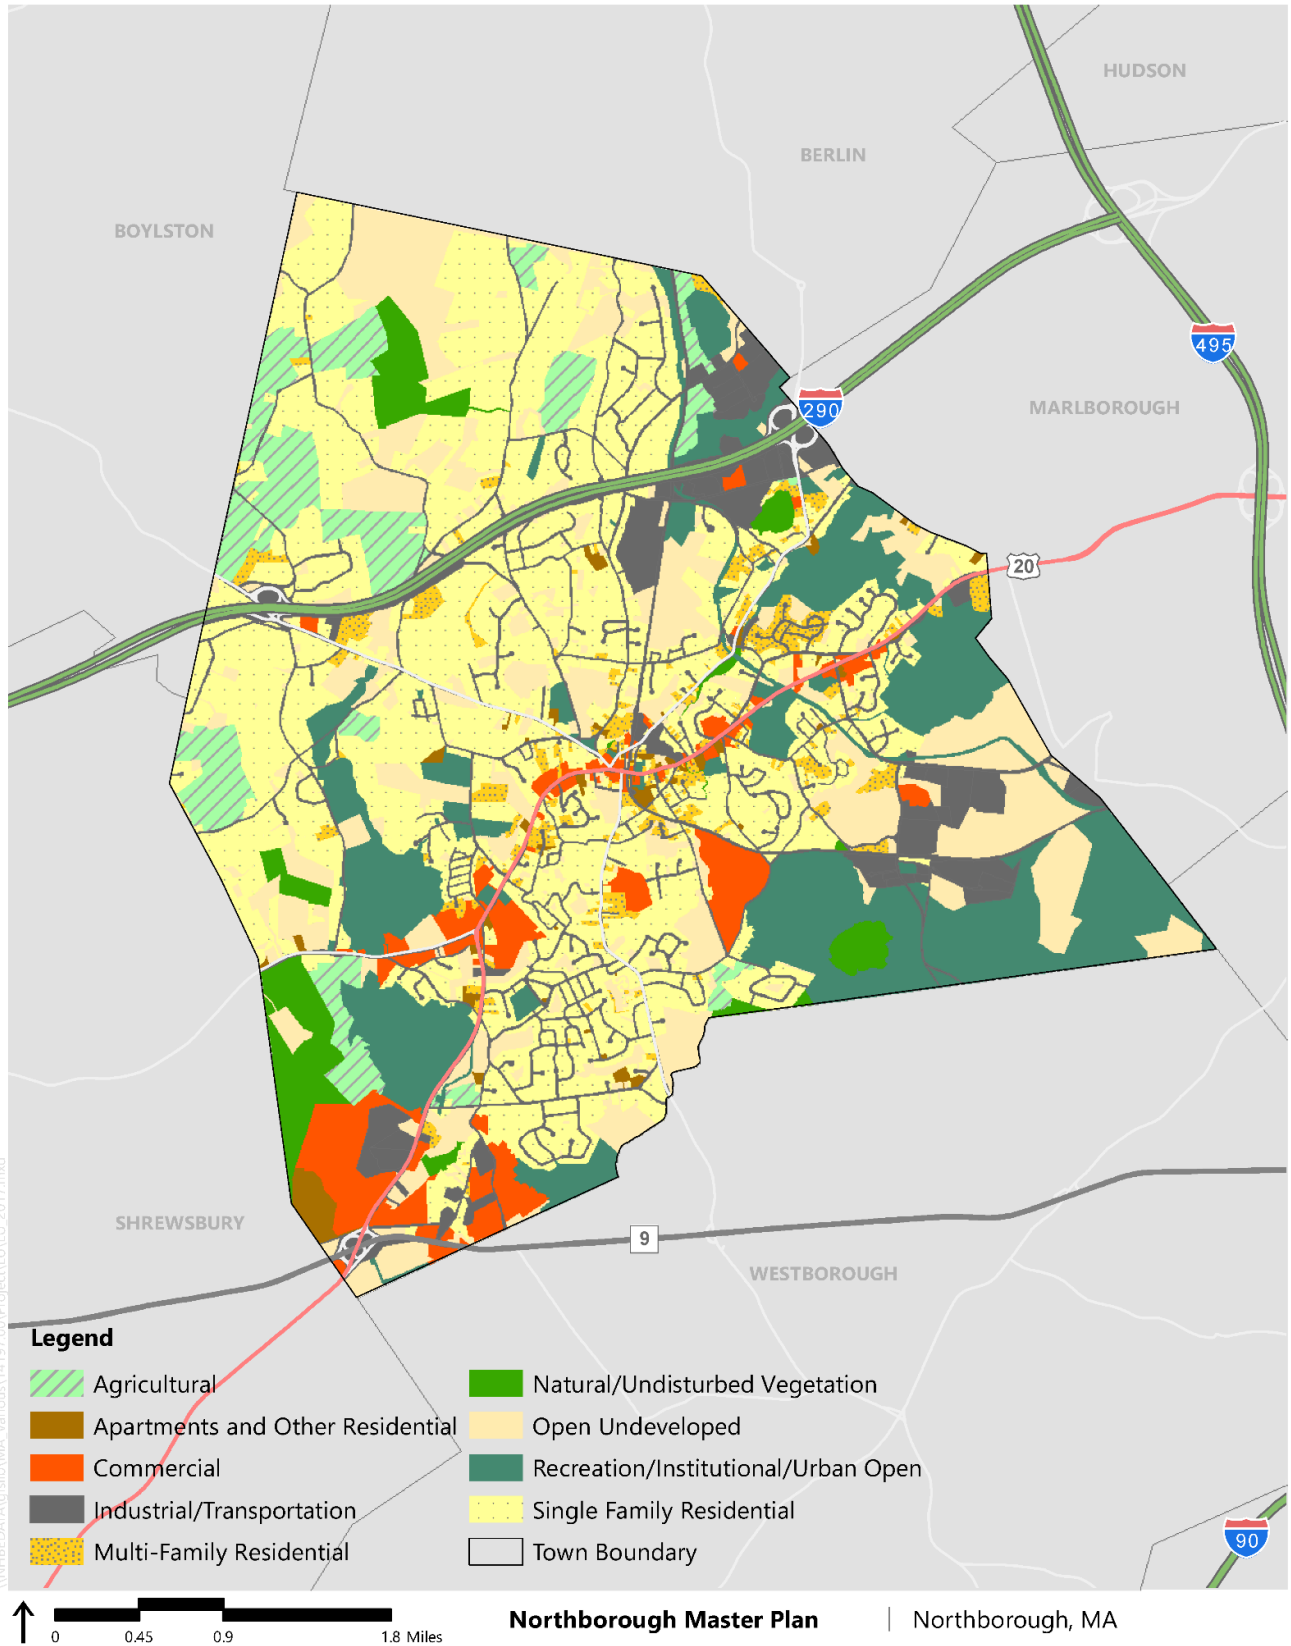 HUDSON
BERLIN
BOYLSTON
495
290
MARLBOROUGH
20
SHREWSBURY
9
WESTBOROUGH
Legend
Agricultural
Apartments and Other Residential
Commercial
Industrial/Transportation
Multi-Family Residential
Natural/Undisturbed Vegetation
Open Undeveloped
Recreation/Institutional/Urban Open
Single Family Residential
Town Boundary
90
0 0.45 0.9 1.8 Miles
Northborough Master Plan | Northborough, MA